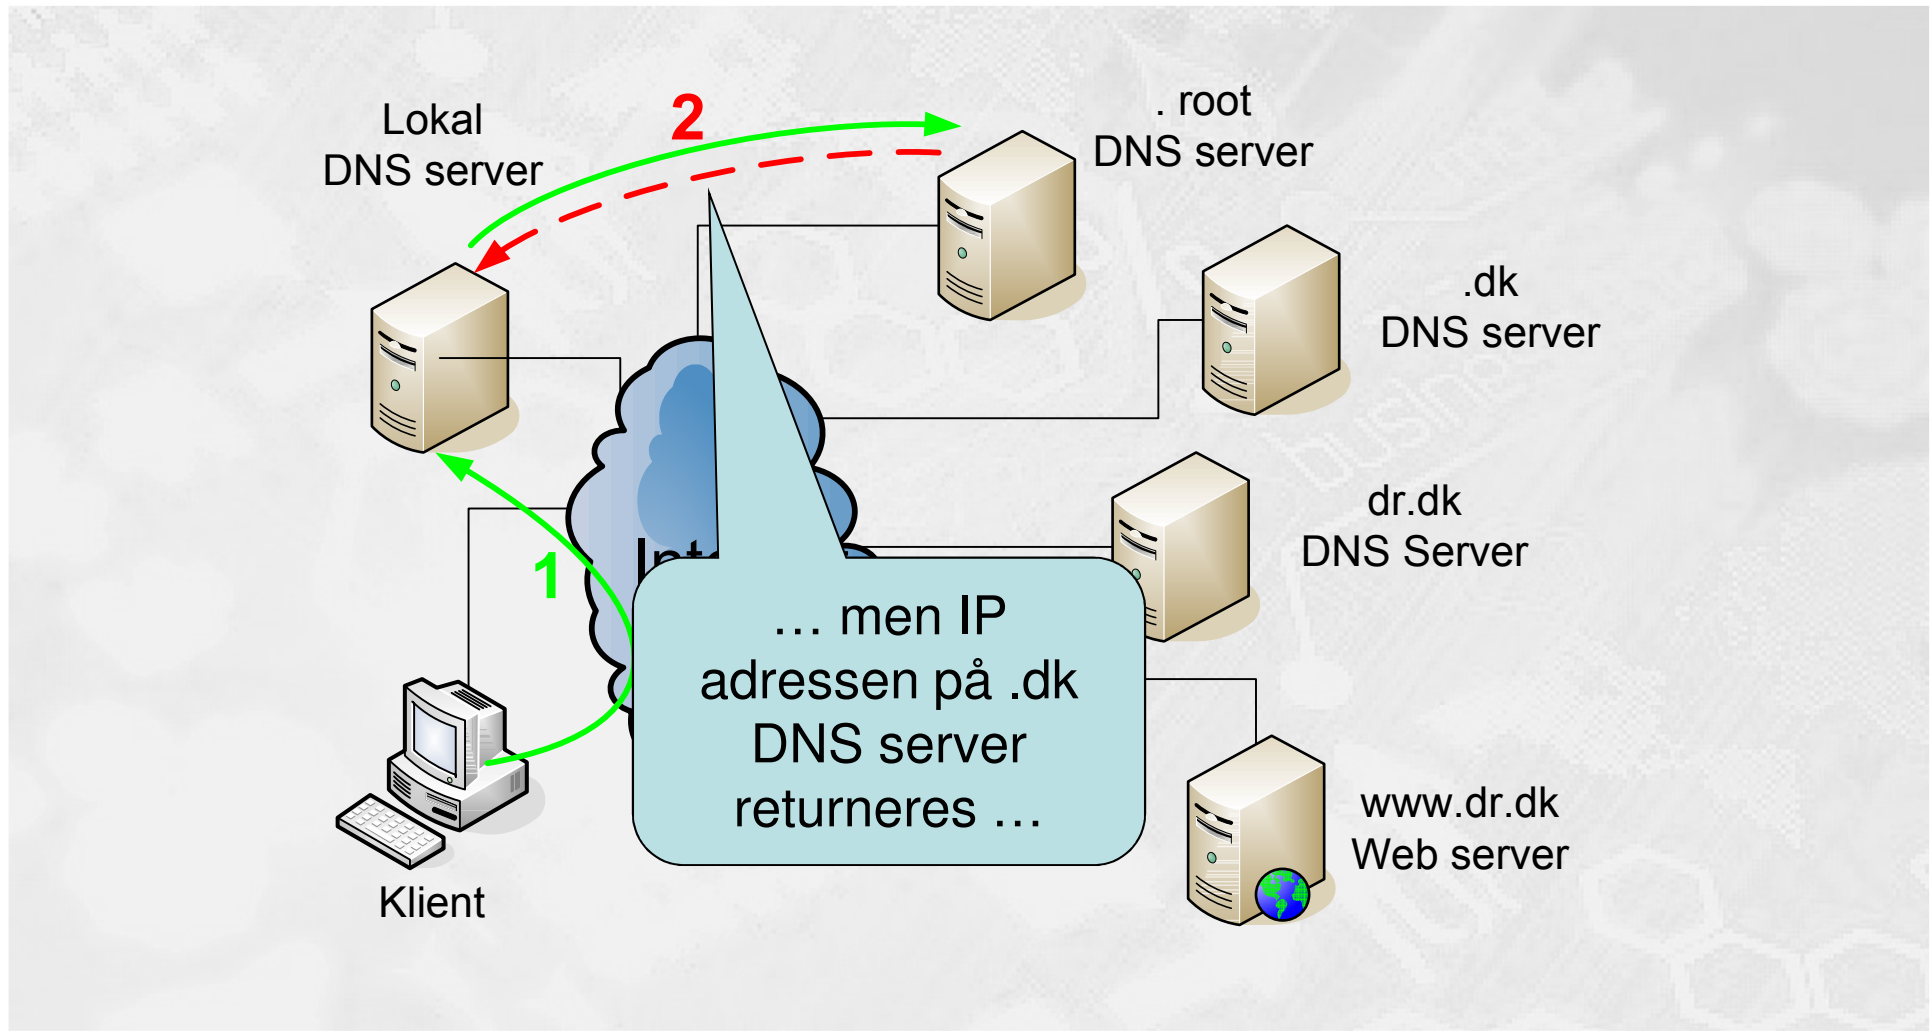 Lokal
DNS server
2
. root
DNS server
.dk
DNS server
1
dr.dk
DNS Server
… men IP
adressen på .dk
DNS server
returneres …
www.dr.dk
Web server
Klient